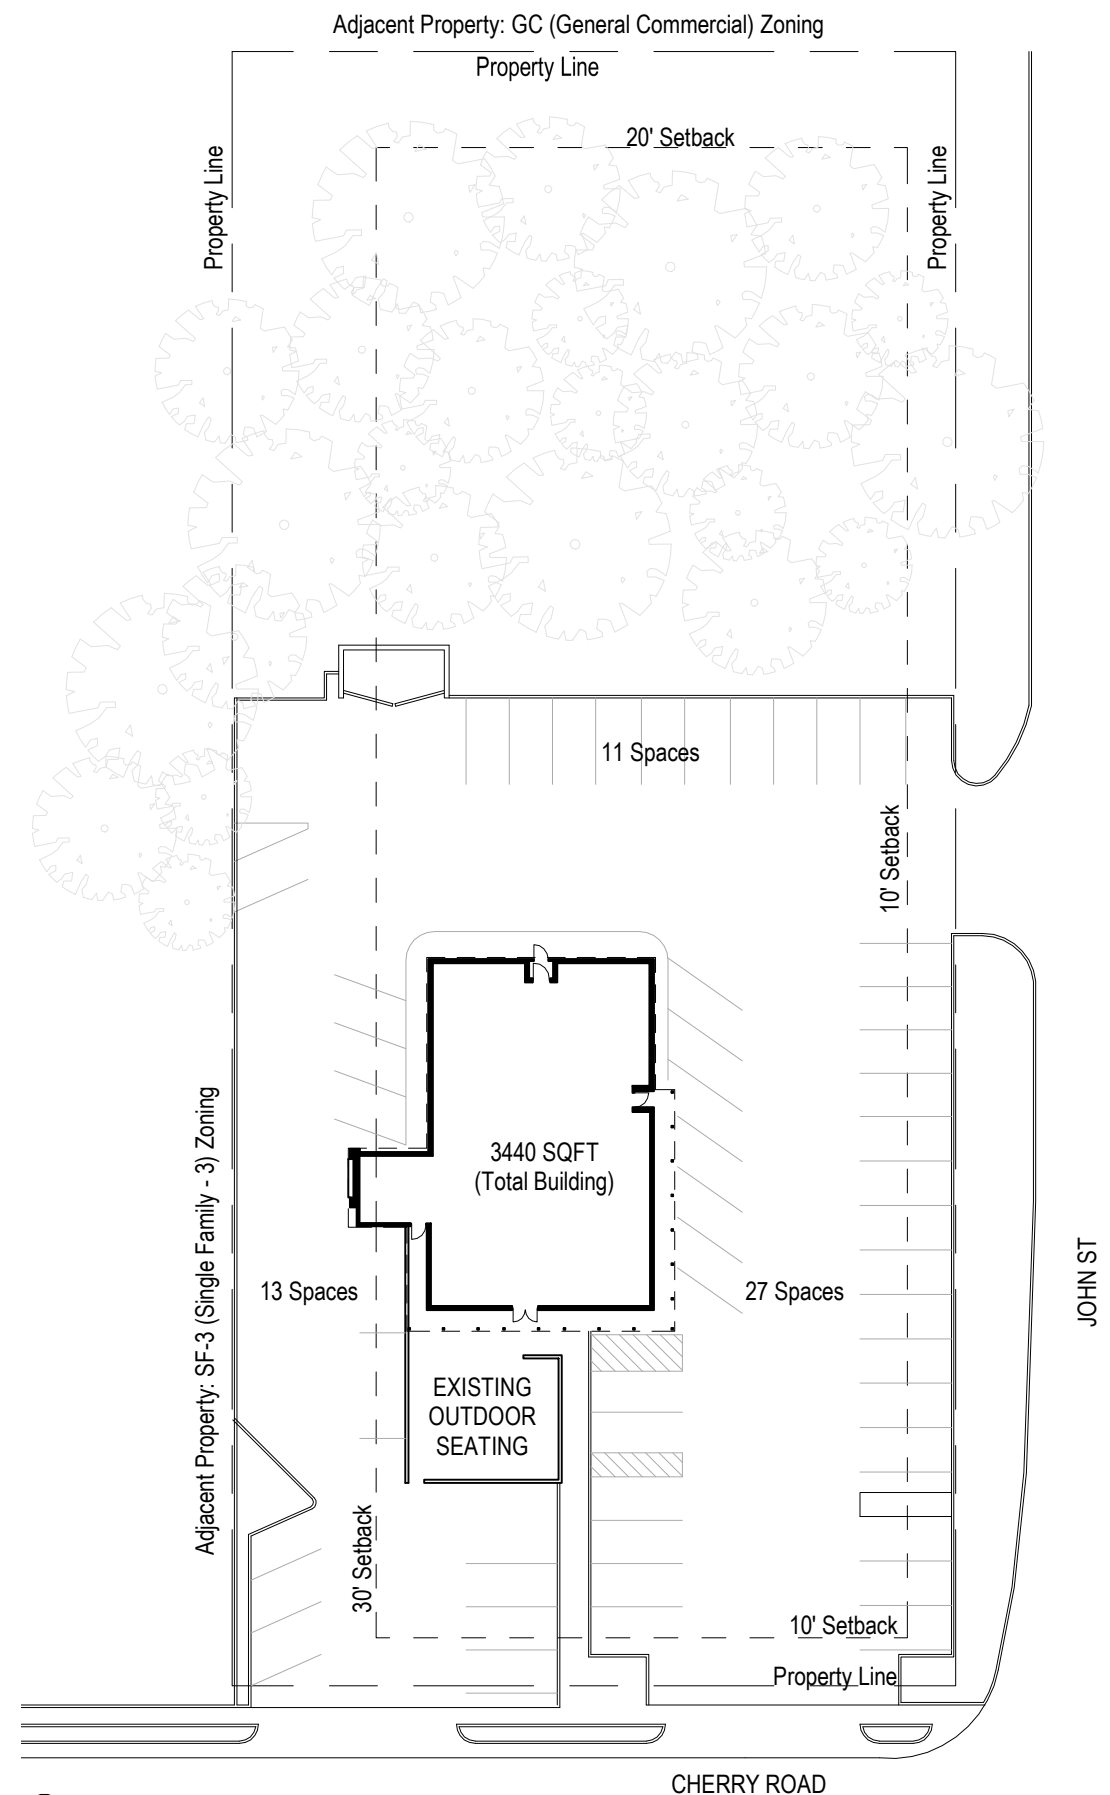 Adjacent Property: GC (General Commercial) Zoning
Property Line
20' Setback
Property Line
Property Line
11 Spaces
10' Setback
3440 SQFT
(Total Building)
Adjacent Property: SF-3 (Single Family - 3) Zoning
13 Spaces
27 Spaces
JOHN ST
EXISTING
OUTDOOR
SEATING
30' Setback
10' Setback
Property Line
CHERRY ROAD